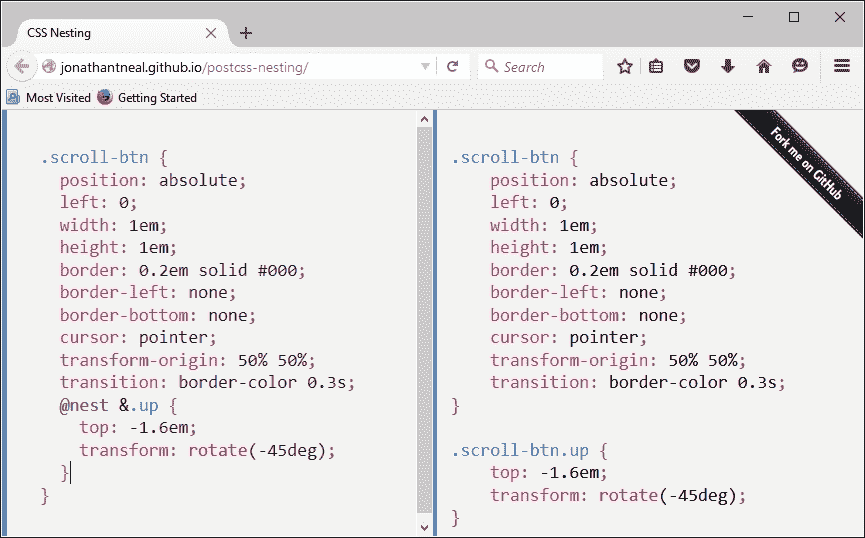 CSS Nesting
jonathantneal.github.io/postcss-nesting/
Search
Most Visited
Getting Started
.scroll-btn {
  position: absolute;
  left: 0;
  width: 1em;
  height: 1em;
  border: 0.2em solid #000;
  border-left: none;
  border-bottom: none;
  cursor: pointer;
  transform-origin: 50% 50%;
  transition: border-color 0.3s;
  @nest &.up {
    top: -1.6em;
    transform: rotate(-45deg);
  }
}
.scroll-btn {
    position: absolute;
    left: 0;
    width: 1em;
    height: 1em;
    border: 0.2em solid #000;
    border-left: none;
    border-bottom: none;
    cursor: pointer;
    transform-origin: 50% 50%;
    transition: border-color 0.3s;
}
.scroll-btn.up {
    top: -1.6em;
    transform: rotate(-45deg);
}
Fork me on GitHub